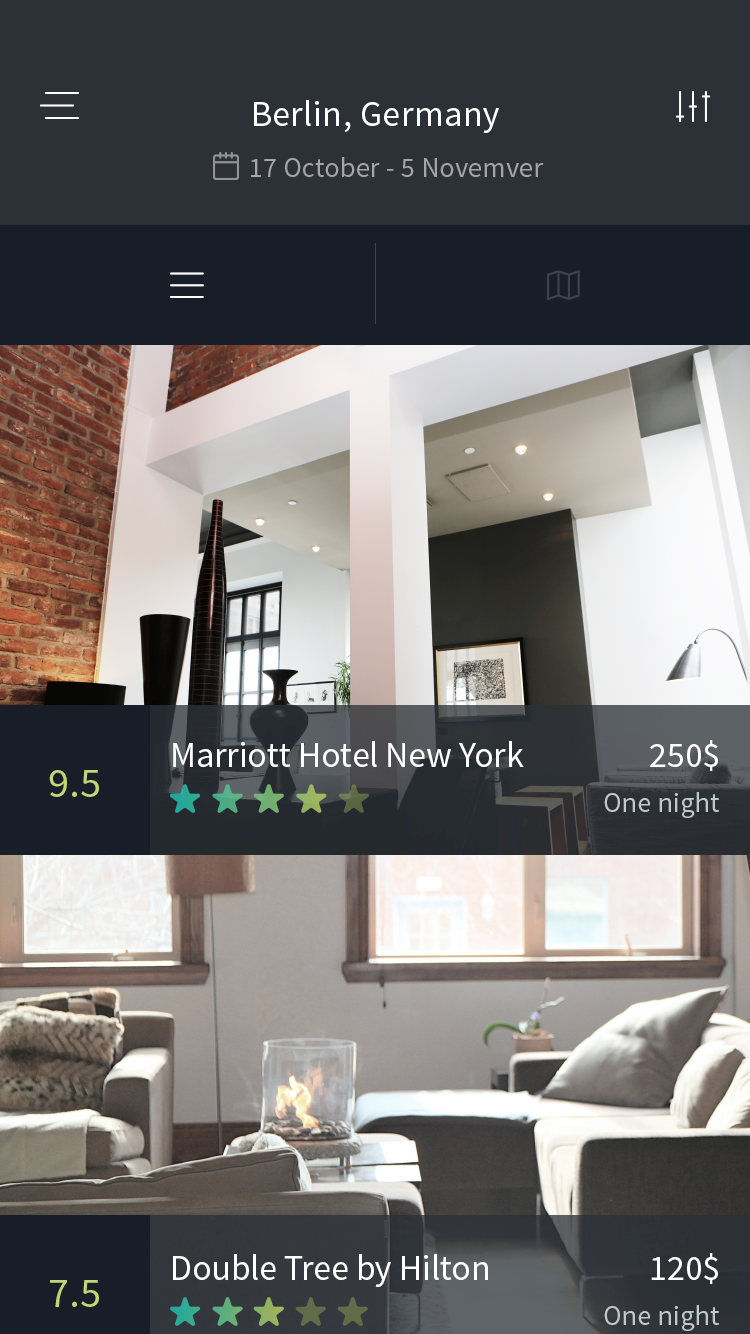 Berlin, Germany
17 October - 5 Novemver
9.5
Marriott Hotel New York
250$
One night
7.5
Double Tree by Hilton
120$
One night